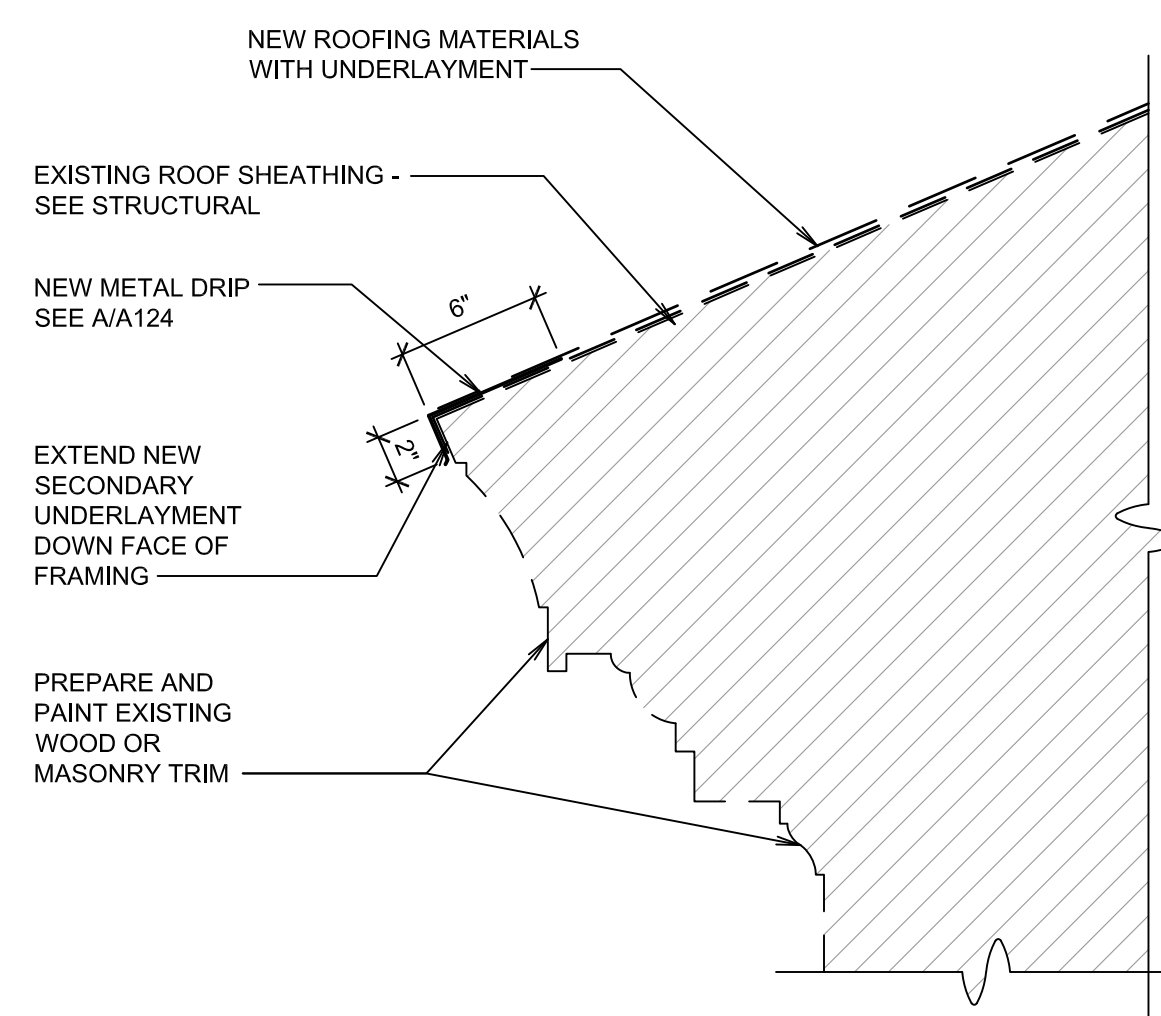 NEW ROOFING MATERIALS
WITH UNDERLAYMENT
EXISTING ROOF SHEATHING -
SEE STRUCTURAL
NEW METAL DRIP
SEE A/A124
6"
2"
EXTEND NEW
SECONDARY
UNDERLAYMENT
DOWN FACE OF
FRAMING
PREPARE AND
PAINT EXISTING
WOOD OR
MASONRY TRIM